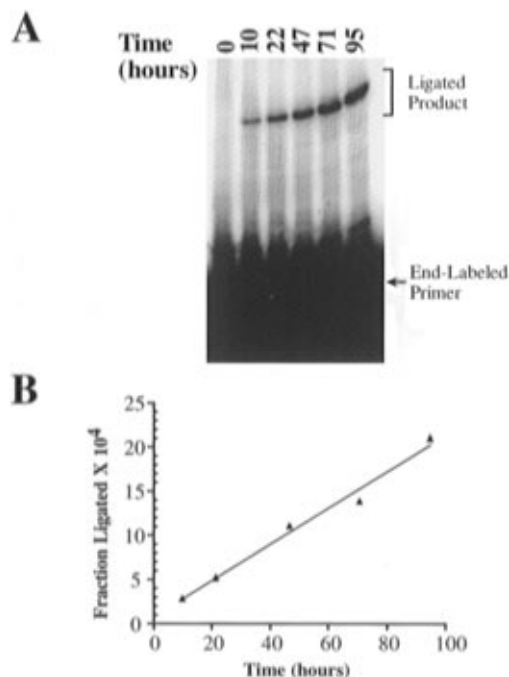 A
Time
(hours)
0 10 22 47 71 95
Ligated
Product
End-Labeled
Primer
B
Fraction Ligated X 10⁴
25
20
15
10
5
0
0 20 40 60 80 100
Time (hours)